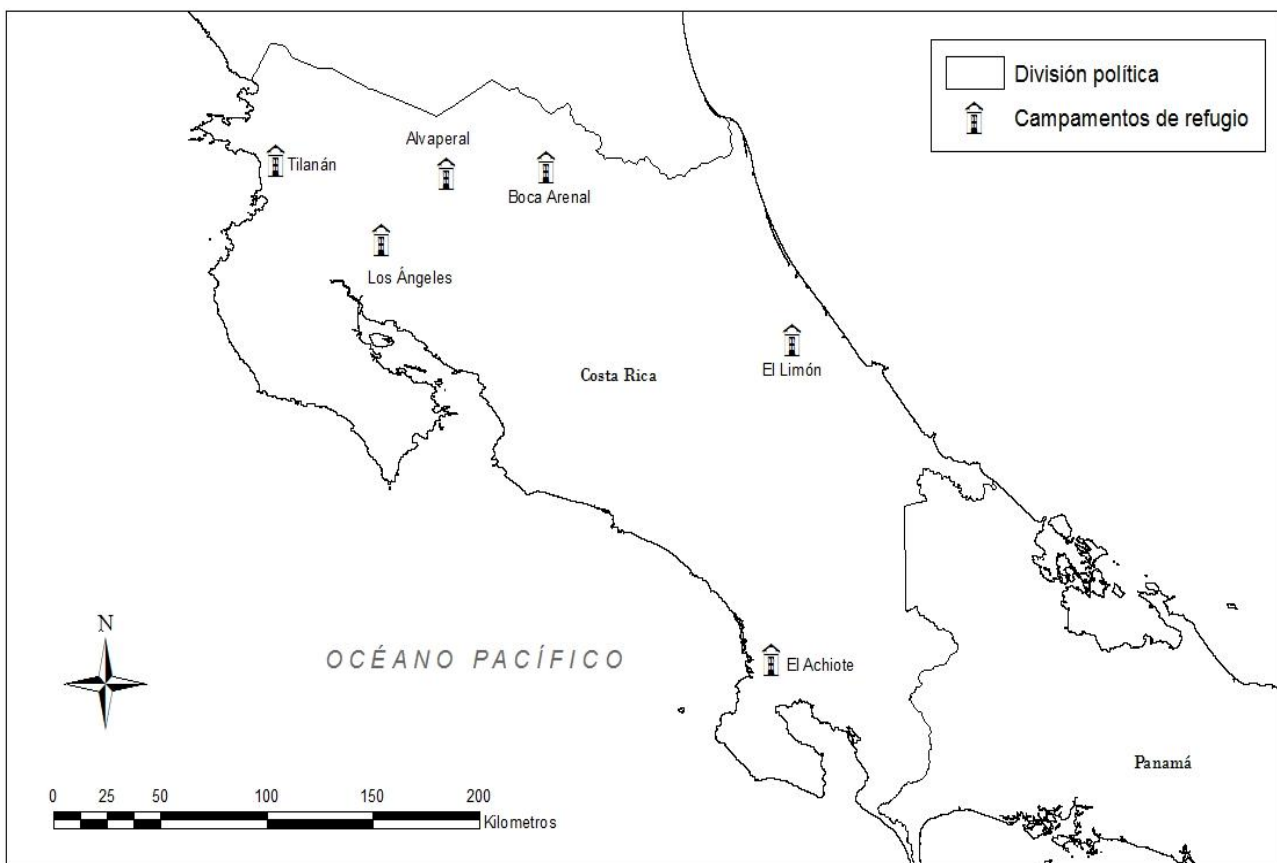 División política
Campamentos de refugio
Alvaperal
Tilanán
Boca Arenal
Los Ángeles
El Limón
Costa Rica
OCÉANO PACÍFICO
El Achiote
Panamá
N
0 25 50 100 150 200
Kilometros